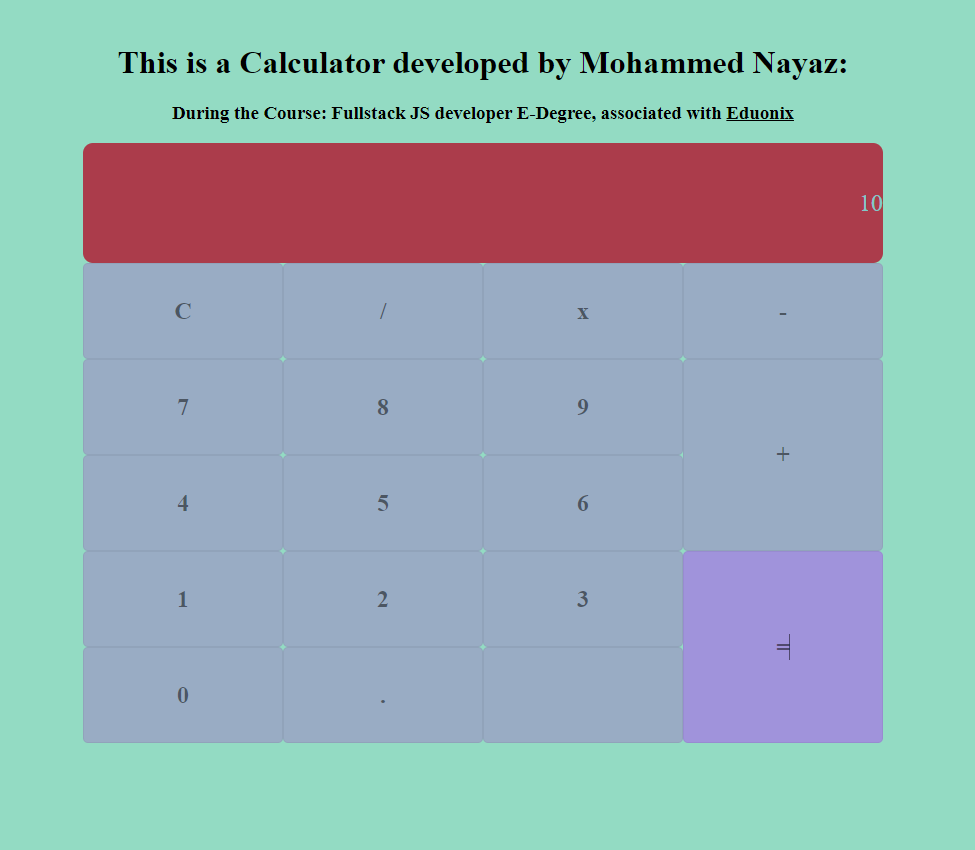 This is a Calculator developed by Mohammed Nayaz:
During the Course: Fullstack JS developer E-Degree, associated with Eduonix
10
C / x -
7 8 9
+
4 5 6
1 2 3
=
0 .